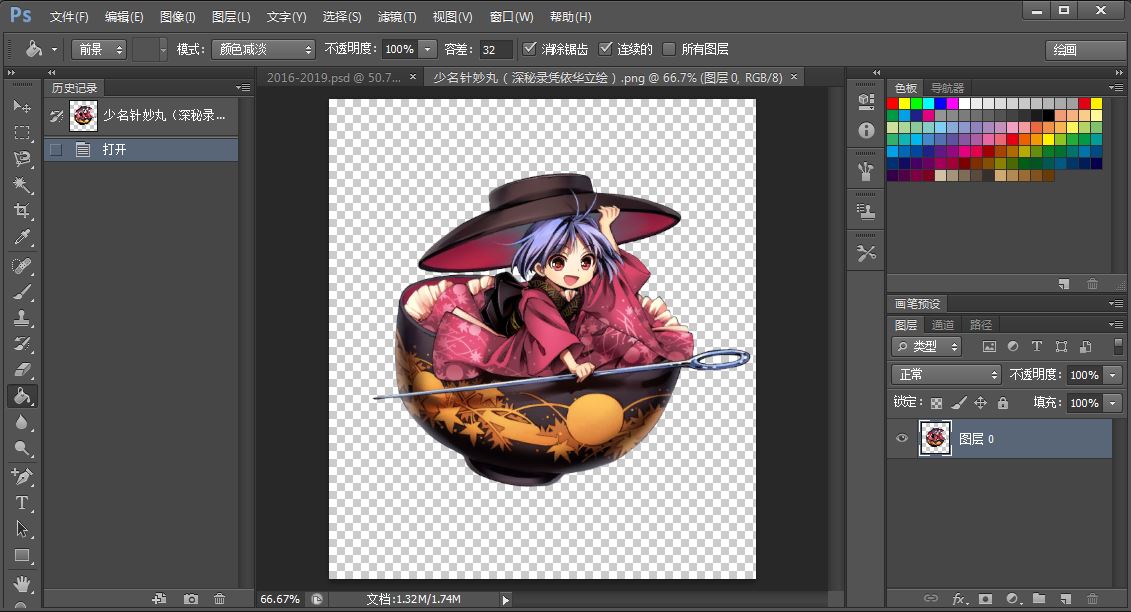 Ps 文件(F) 编辑(E) 图像(I) 图层(L) 文字(Y) 选择(S) 滤镜(T) 视图(V) 窗口(W) 帮助(H)
前景 模式: 颜色减淡 不透明度: 100% 容差: 32 消除锯齿 连续的 所有图层 绘画
历史记录
2016-2019.psd @ 50.7... × 少名针妙丸（深秘录凭依华立绘）.png @ 66.7% (图层 0, RGB/8) ×
色板 导航器
少名针妙丸（深秘录...
打开
画笔预设
图层 通道 路径
类型
正常 不透明度: 100%
锁定: 填充: 100%
图层 0
66.67% 文档:1.32M/1.74M